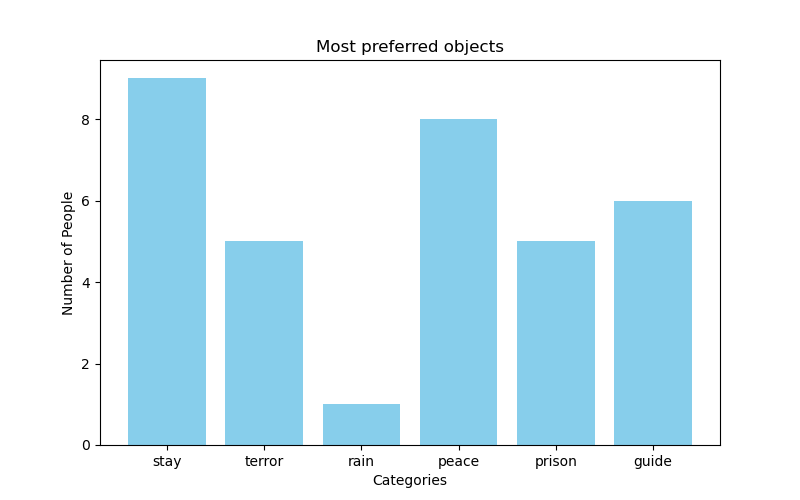 Most preferred objects
Number of People
8
6
4
2
0
stay terror rain peace prison guide
Categories